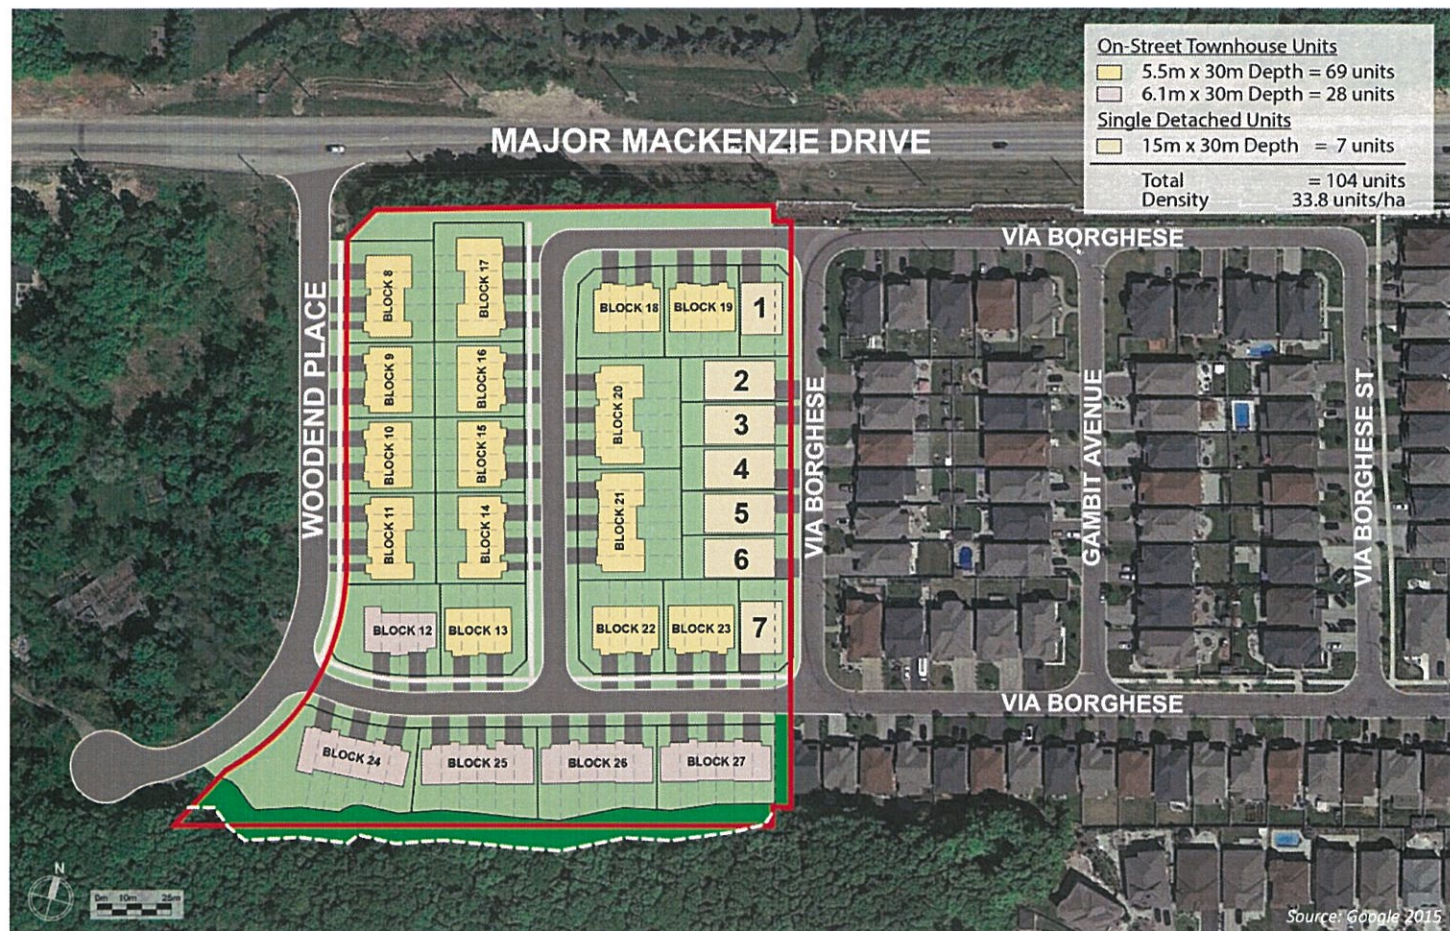 On-Street Townhouse Units
5.5m x 30m Depth = 69 units
6.1m x 30m Depth = 28 units
Single Detached Units
15m x 30m Depth = 7 units
Total = 104 units
Density 33.8 units/ha
MAJOR MACKENZIE DRIVE
VIA BORGHESE
WOODEND PLACE
BLOCK 8
BLOCK 17
BLOCK 18
BLOCK 19
1
BLOCK 9
BLOCK 16
BLOCK 20
2
3
BLOCK 10
BLOCK 15
4
BLOCK 11
BLOCK 14
BLOCK 21
5
6
VIA BORGHESE
GAMBIT AVENUE
VIA BORGHESE ST
BLOCK 12
BLOCK 13
BLOCK 22
BLOCK 23
7
VIA BORGHESE
BLOCK 24
BLOCK 25
BLOCK 26
BLOCK 27
N
0m 10m 25m
Source: Google 2015